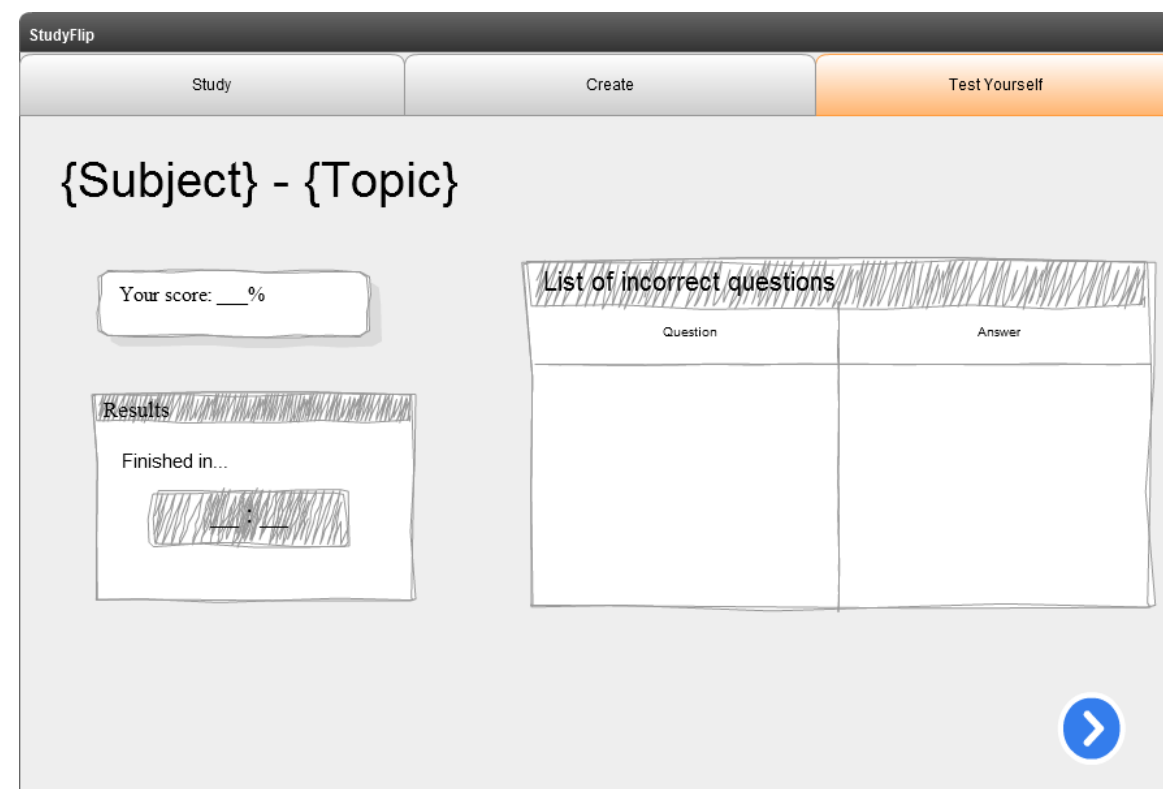 StudyFlip
Study Create Test Yourself
{Subject} - {Topic}
Your score: ___%
List of incorrect questions
Question Answer
Results
Finished in...
__ : __